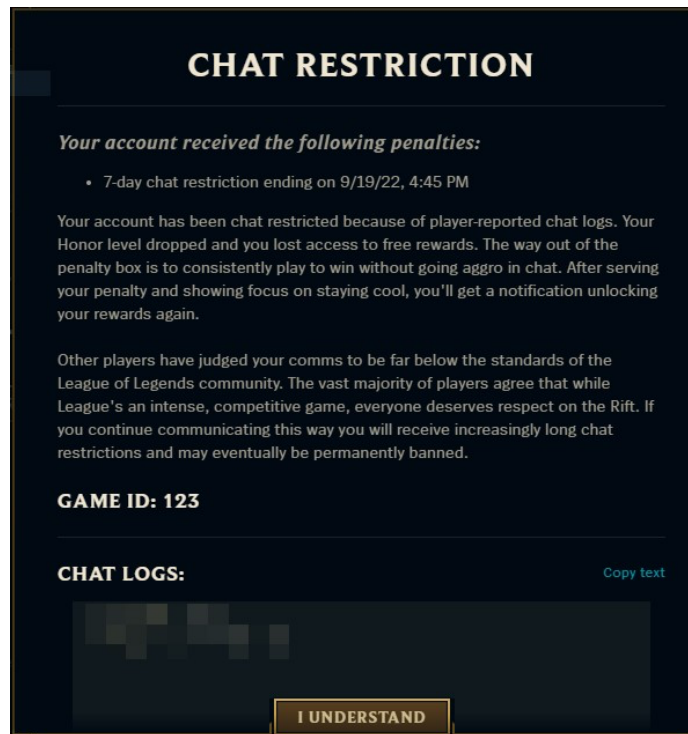 CHAT RESTRICTION
Your account received the following penalties:
• 7-day chat restriction ending on 9/19/22, 4:45 PM
Your account has been chat restricted because of player-reported chat logs. Your
Honor level dropped and you lost access to free rewards. The way out of the
penalty box is to consistently play to win without going aggro in chat. After serving
your penalty and showing focus on staying cool, you'll get a notification unlocking
your rewards again.
Other players have judged your comms to be far below the standards of the
League of Legends community. The vast majority of players agree that while
League's an intense, competitive game, everyone deserves respect on the Rift. If
you continue communicating this way you will receive increasingly long chat
restrictions and may eventually be permanently banned.
GAME ID: 123
CHAT LOGS:
Copy text
I UNDERSTAND